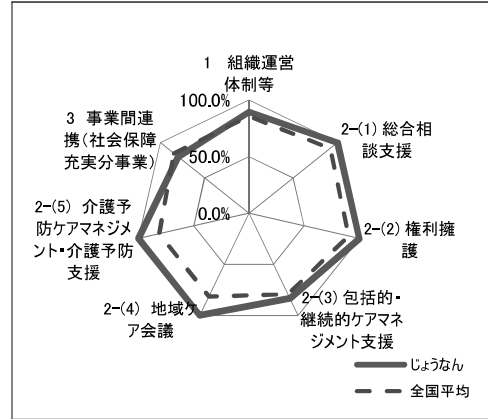 1 組織運営
体制等
100.0%
50.0%
0.0%
2-(1) 総合相
談支援
2-(2) 権利擁
護
2-(3) 包括的・
継続的ケアマネ
ジメント支援
2-(4) 地域ケ
ア会議
2-(5) 介護予
防ケアマネジメ
ント・介護予防
支援
3 事業間連
携(社会保障
充実分事業)
じょうなん
全国平均